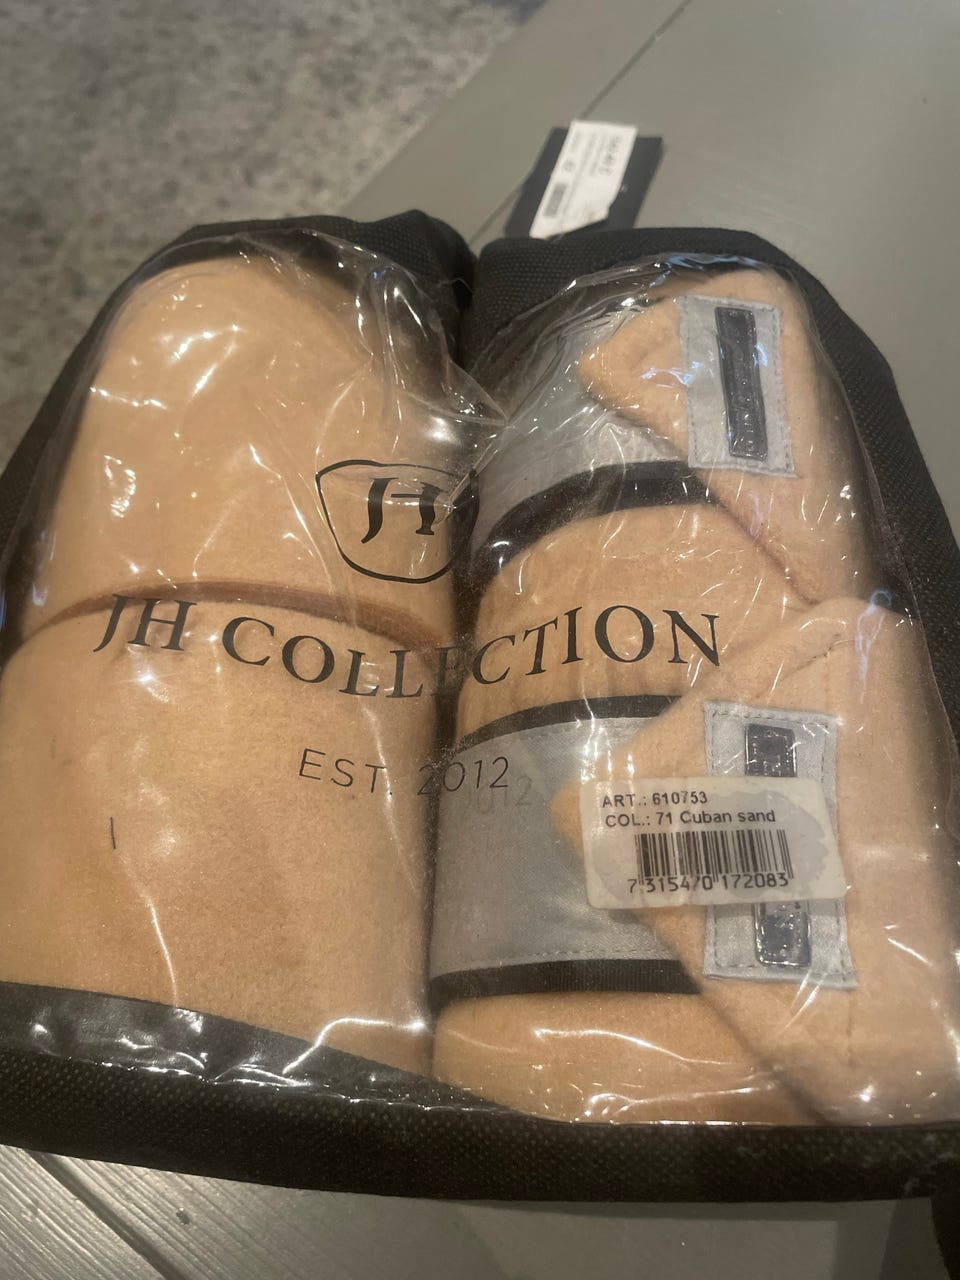 JH
JH COLLECTION
EST. 2012
ART.: 610753
COL.: 71 Cuban sand
7 315470 172083